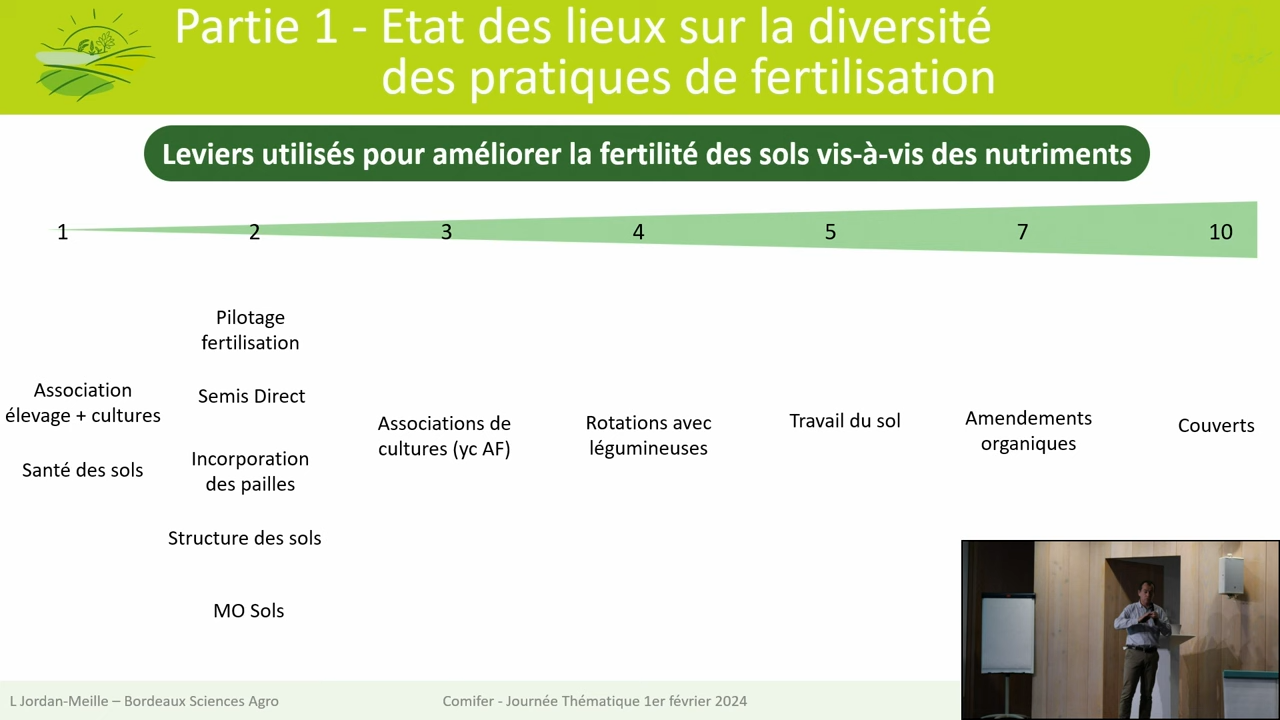 Partie 1 - Etat des lieux sur la diversité
des pratiques de fertilisation
Leviers utilisés pour améliorer la fertilité des sols vis-à-vis des nutriments
1 2 3 4 5 7 10
Association
élevage + cultures
Santé des sols
Pilotage
fertilisation
Semis Direct
Incorporation
des pailles
Structure des sols
MO Sols
Associations de
cultures (yc AF)
Rotations avec
légumineuses
Travail du sol
Amendements
organiques
Couverts
L Jordan-Meille – Bordeaux Sciences Agro
Comifer - Journée Thématique 1er février 2024